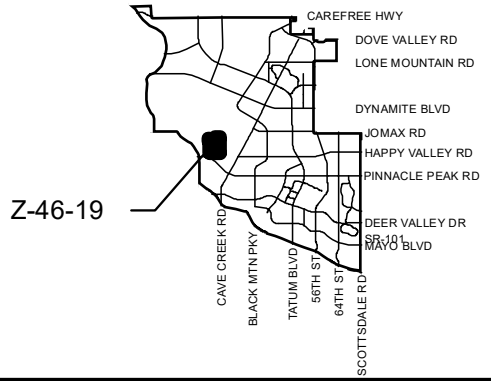 CAREFREE HWY
DOVE VALLEY RD
LONE MOUNTAIN RD
DYNAMITE BLVD
JOMAX RD
HAPPY VALLEY RD
PINNACLE PEAK RD
Z-46-19
DEER VALLEY DR
SR-101
MAYO BLVD
CAVE CREEK RD
BLACK MTN PKY
TATUM BLVD
56TH ST
64TH ST
SCOTTSDALE RD